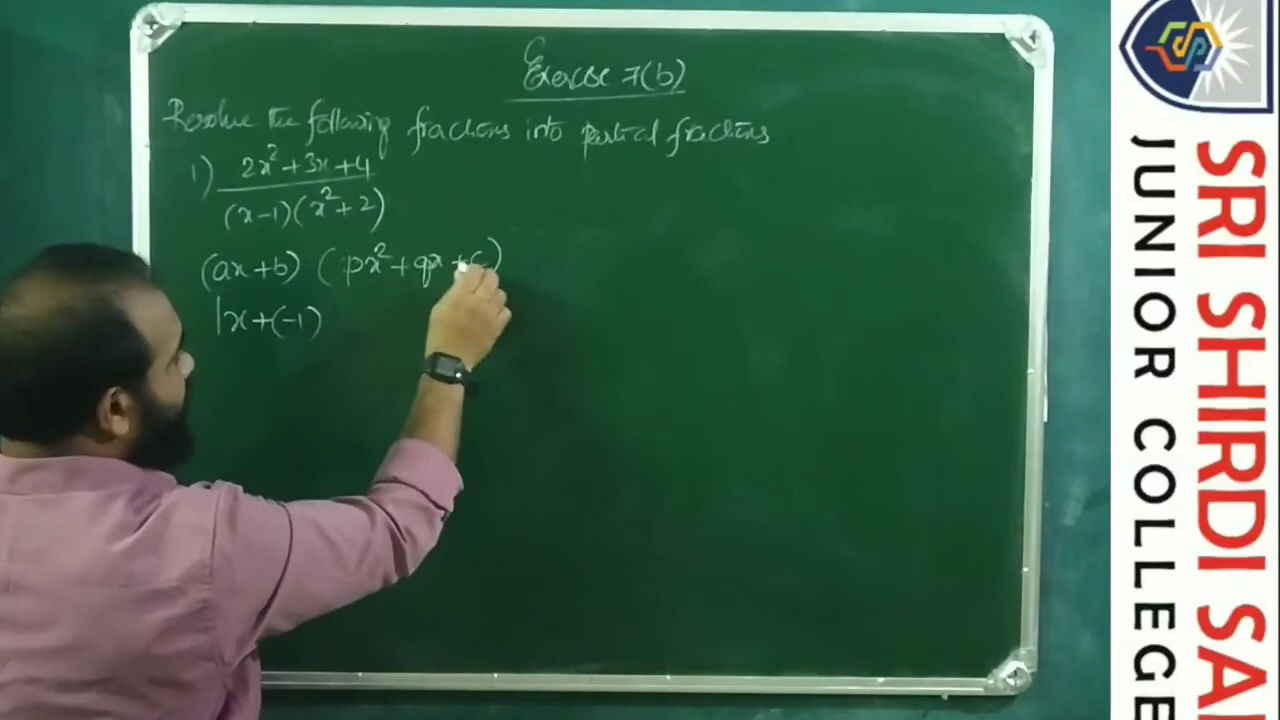 Exercise 7(b)
Resolve the following fractions into partial fractions
1) 2x²+3x+4
(x-1)(x²+2)
(ax+b) (px²+qx+c)
1x+(-1)
SRI SHIRDI SAI
JUNIOR COLLEGE